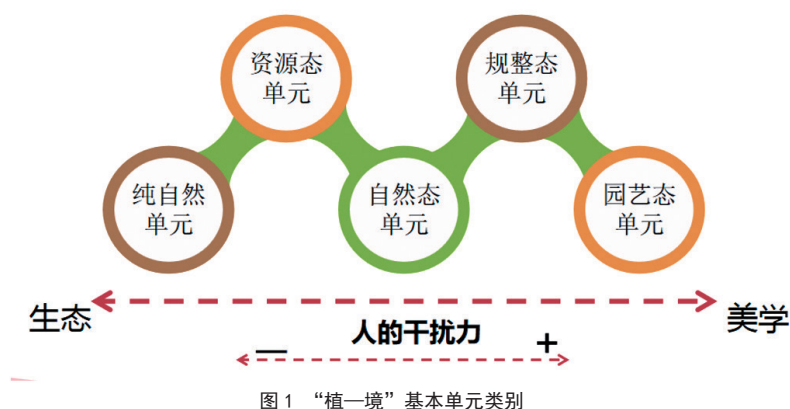 资源态
单元
规整态
单元
纯自然
单元
自然态
单元
园艺态
单元
生态
美学
人的干扰力
— +
图 1 “植—境”基本单元类别